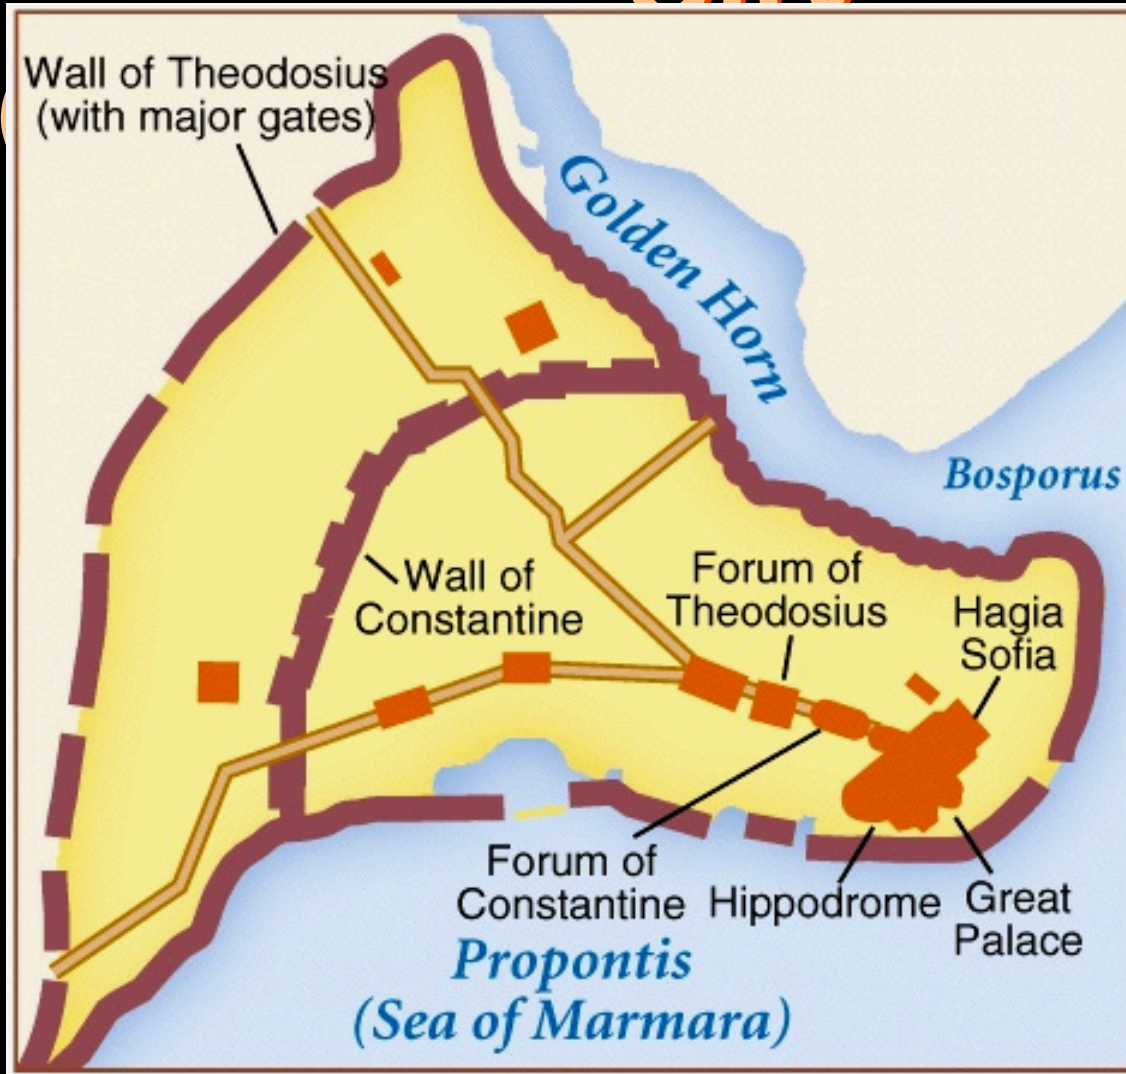 Wall of Theodosius
(with major gates)
Golden Horn
Bosporus
Wall of
Constantine
Forum of
Theodosius
Hagia
Sofia
Forum of
Constantine
Hippodrome
Great
Palace
Propontis
(Sea of Marmara)